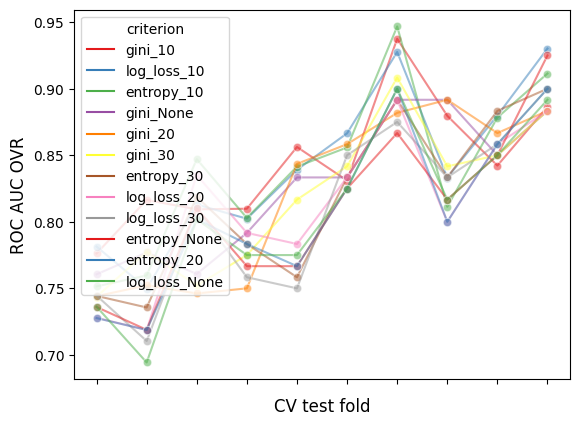 criterion
gini_10
log_loss_10
entropy_10
gini_None
gini_20
gini_30
entropy_30
log_loss_20
log_loss_30
entropy_None
entropy_20
log_loss_None
0.95
0.90
0.85
0.80
0.75
0.70
ROC AUC OVR
CV test fold